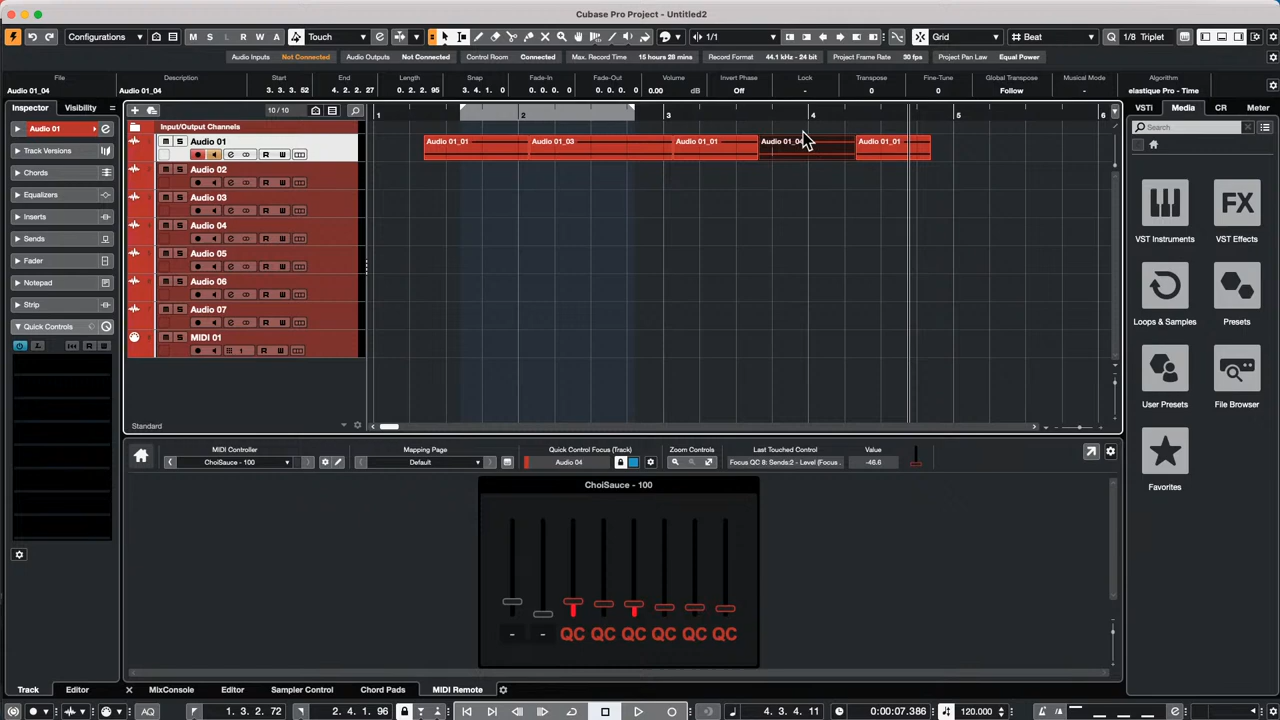 Cubase Pro Project - Untitled2
Configurations M S L R W A Touch 1/1 Grid Beat Q 1/8 Triplet
Audio Inputs Not Connected Audio Outputs Not Connected Control Room Connected Max. Record Time 15 hours 28 mins Record Format 44.1 kHz - 24 bit Project Frame Rate 30 fps Project Pan Law Equal Power
File Description Start End Length Snap Fade-In Fade-Out Volume Invert Phase Lock Transpose Fine-Tune Global Transpose Musical Mode Algorithm
Audio 01_04 Audio 01_04 3. 3. 3. 52 4. 2. 2. 27 0. 0. 0. 0 0. 0. 0. 0 0.00 dB Off - 0 0 Follow - elastique Pro - Time
Inspector Visibility 10 / 10 1 2 3 4 5 6 VSTi Media CR Meter
Audio 01
Track Versions
Chords
Equalizers
Inserts
Sends
Fader
Notepad
Strip
Quick Controls
Input/Output Channels
Audio 01 Audio 01_01 Audio 01_03 Audio 01_01 Audio 01_04 Audio 01_01
R W
Audio 02
R W
Audio 03
R W
Audio 04
R W
Audio 05
R W
Audio 06
R W
Audio 07
R W
MIDI 01
1 R W
Standard
Search
VST Instruments VST Effects
FX
Loops & Samples Presets
User Presets File Browser
Favorites
MIDI Controller Mapping Page Quick Control Focus (Track) Zoom Controls Last Touched Control Value
ChoiSauce - 100 Default Audio 04 Focus QC 8: Sends:2 - Level (Focus . -46.6
ChoiSauce - 100
- - QC QC QC QC QC QC
Track Editor MixConsole Editor Sampler Control Chord Pads MIDI Remote
AQ 1. 3. 2. 72 2. 4. 1. 96 4. 3. 4. 11 0:00:07.386 120.000